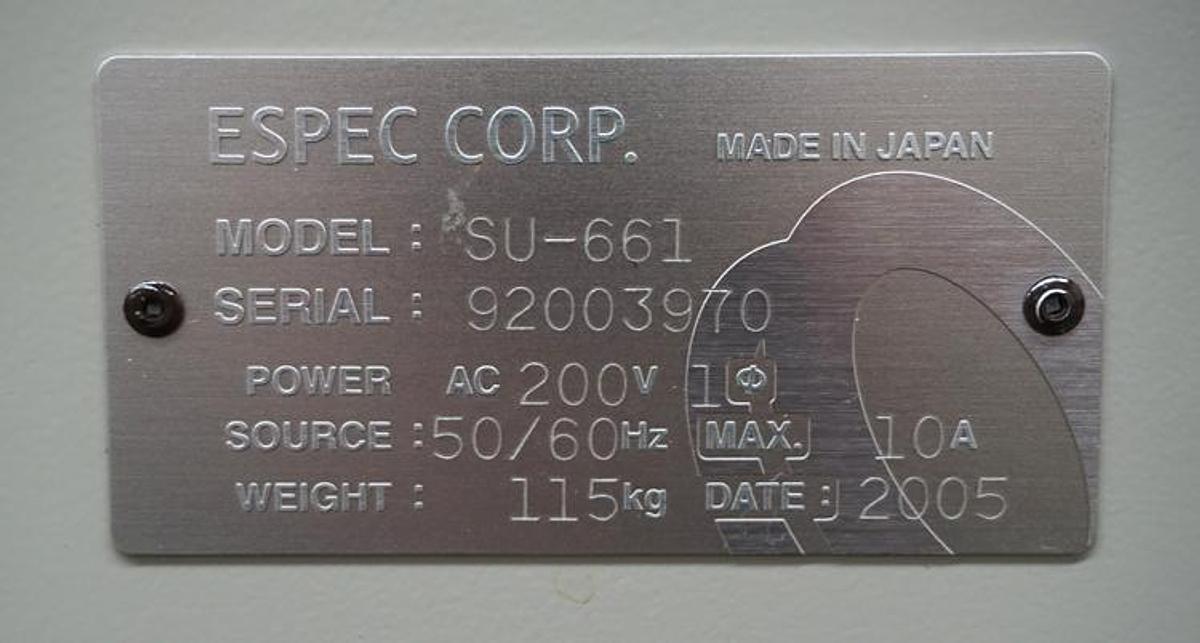 ESPEC CORP. MADE IN JAPAN
MODEL : SU-661
SERIAL : 92003970
POWER AC 200V 1Φ
SOURCE : 50/60Hz MAX. 10A
WEIGHT : 115kg DATE : 2005